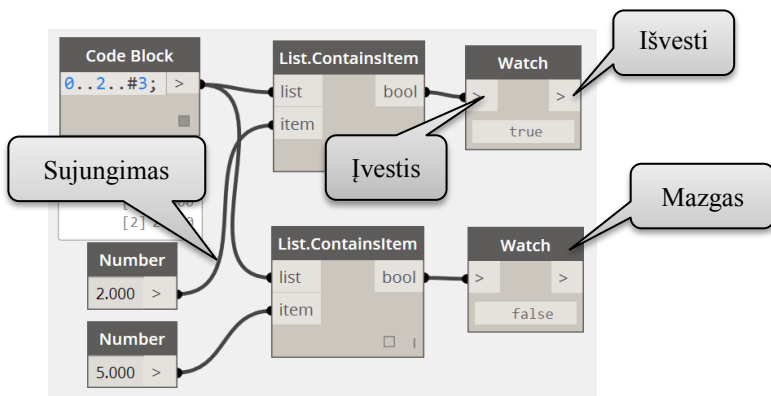 Code Block
0..2..#3; >
List.ContainsItem
list
bool
item
Watch
> >
true
Išvesti
Įvestis
Sujungimas
[2]
Mazgas
Number
2.000 >
List.ContainsItem
list
bool
item
Watch
> >
false
Number
5.000 >